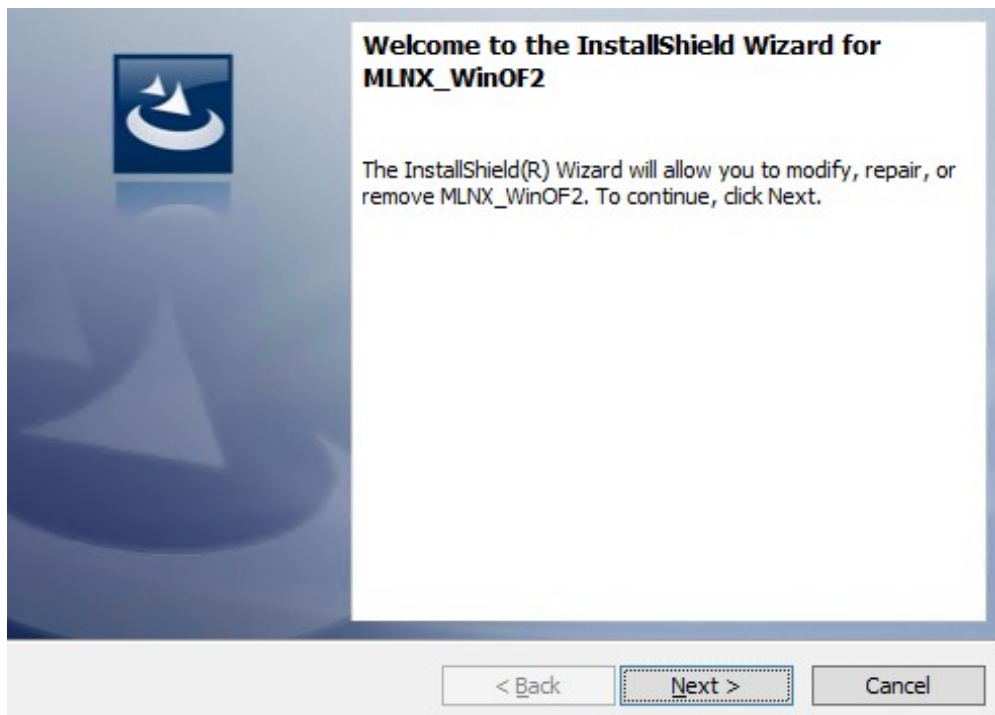 Welcome to the InstallShield Wizard for
MLNX_WinOF2
The InstallShield(R) Wizard will allow you to modify, repair, or
remove MLNX_WinOF2. To continue, click Next.
< Back
Next >
Cancel